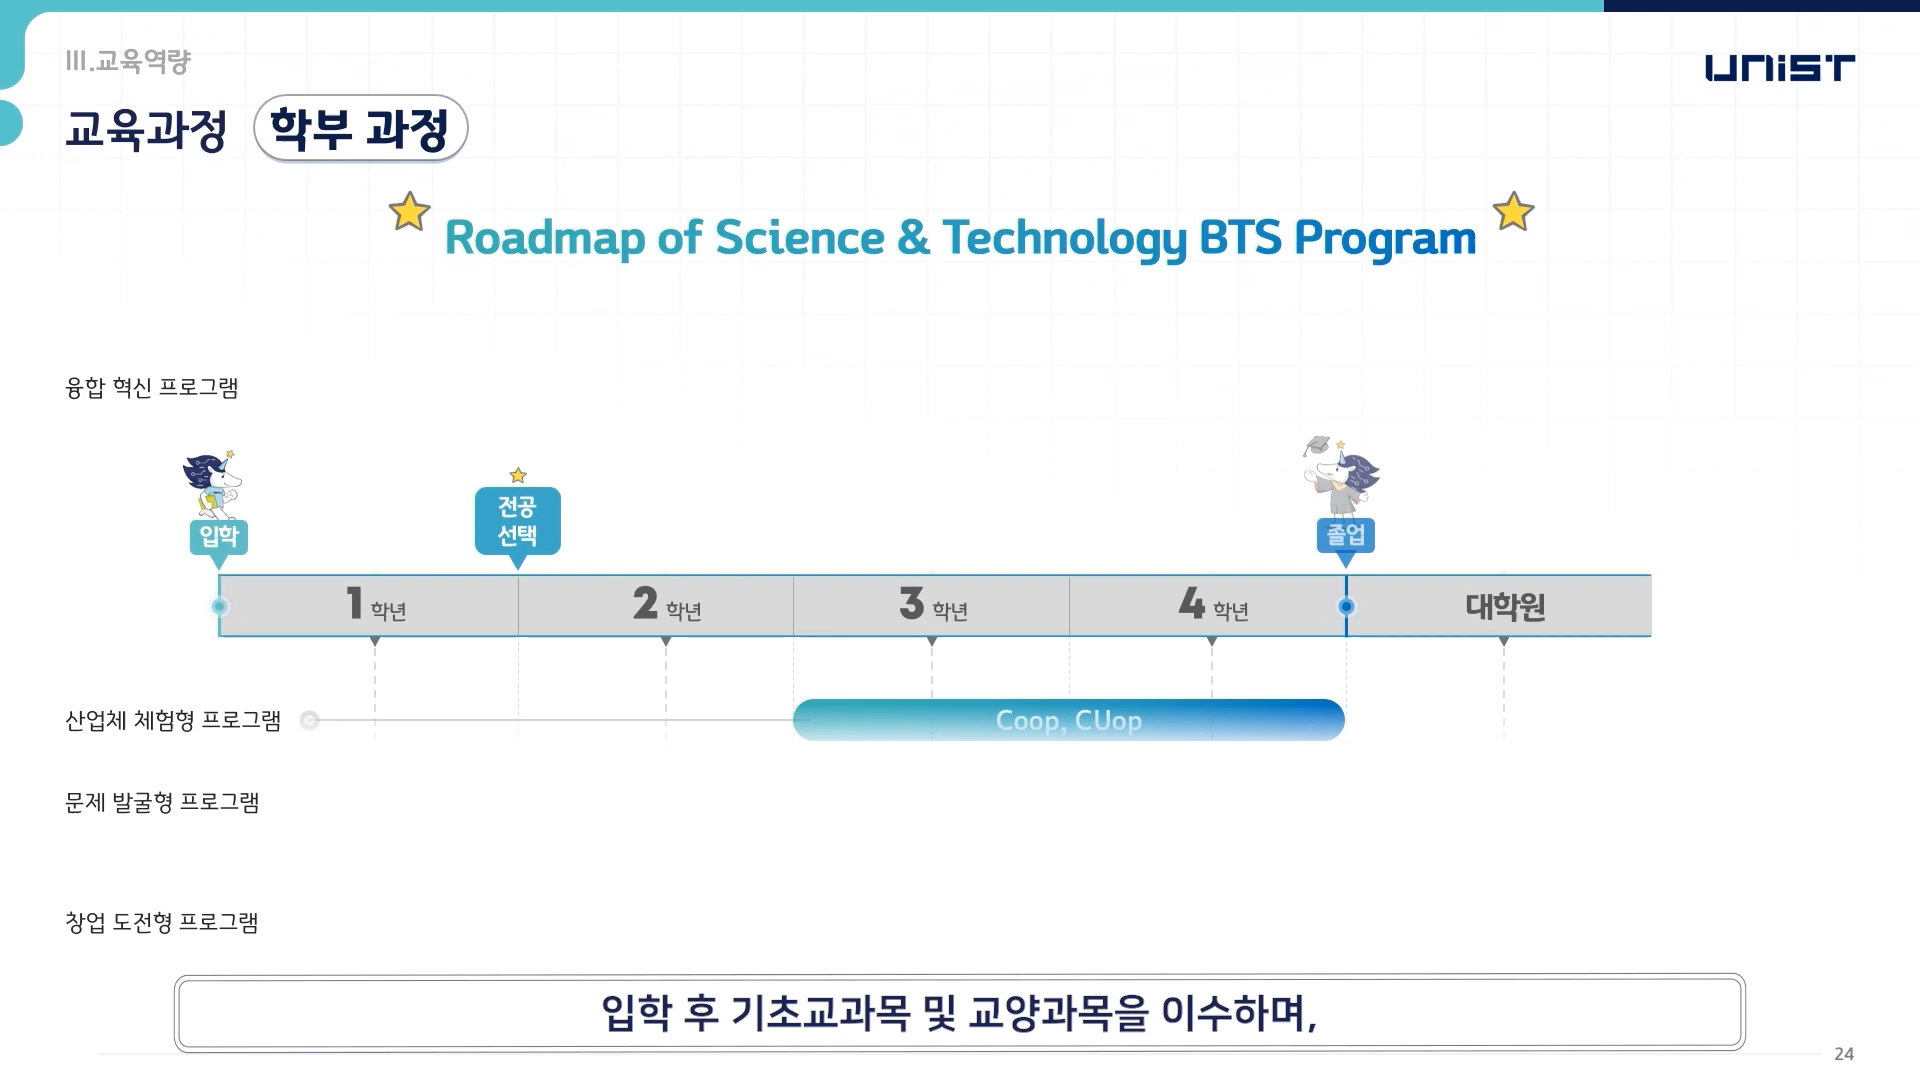 III.교육역량
UNIST
교육과정 학부 과정
Roadmap of Science & Technology BTS Program
융합 혁신 프로그램
입학
전공
선택
졸업
1 학년
2 학년
3 학년
4 학년
대학원
산업체 체험형 프로그램
Coop, CUop
문제 발굴형 프로그램
창업 도전형 프로그램
입학 후 기초교과목 및 교양과목을 이수하며,
24